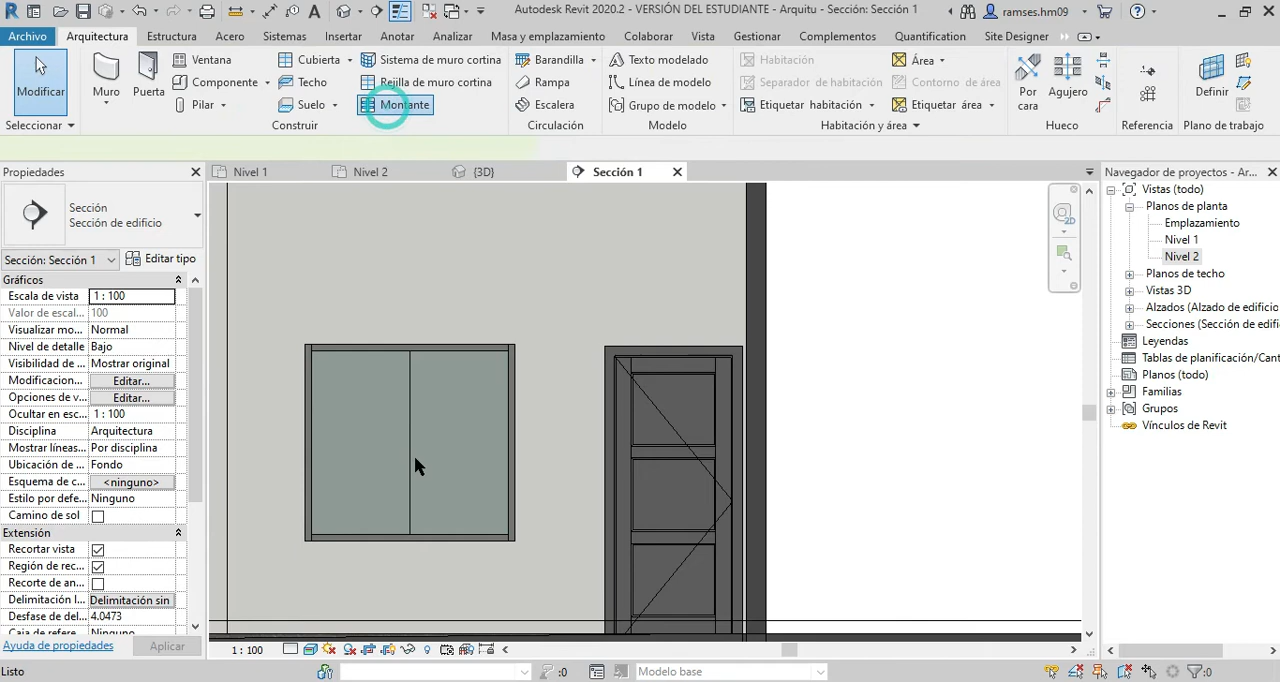 Autodesk Revit 2020.2 - VERSIÓN DEL ESTUDIANTE - Arquitu - Sección: Sección 1
ramses.hm09
Archivo Arquitectura Estructura Acero Sistemas Insertar Anotar Analizar Masa y emplazamiento Colaborar Vista Gestionar Complementos Quantification Site Designer
Modificar
Muro
Puerta
Ventana
Componente
Pilar
Cubierta
Techo
Suelo
Sistema de muro cortina
Rejilla de muro cortina
Montante
Barandilla
Rampa
Escalera
Texto modelado
Línea de modelo
Grupo de modelo
Habitación
Separador de habitación
Etiquetar habitación
Área
Contorno de área
Etiquetar área
Por cara
Agujero
Definir
Seleccionar Construir Circulación Modelo Habitación y área Hueco Referencia Plano de trabajo
Propiedades
Nivel 1 Nivel 2 {3D} Sección 1
Sección
Sección de edificio
Sección: Sección 1 Editar tipo
Gráficos
Escala de vista 1 : 100
Valor de escal... 100
Visualizar mo... Normal
Nivel de detalle Bajo
Visibilidad de ... Mostrar original
Modificacion... Editar...
Opciones de v... Editar...
Ocultar en esc... 1 : 100
Disciplina Arquitectura
Mostrar líneas... Por disciplina
Ubicación de ... Fondo
Esquema de c... <ninguno>
Estilo por defe... Ninguno
Camino de sol
Extensión
Recortar vista
Región de rec...
Recorte de an...
Delimitación l... Delimitación sin
Desfase de del... 4.0473
Caja de refere... Ninguno
Ayuda de propiedades Aplicar
Navegador de proyectos - Ar...
Vistas (todo)
Planos de planta
Emplazamiento
Nivel 1
Nivel 2
Planos de techo
Vistas 3D
Alzados (Alzado de edificio
Secciones (Sección de edifi
Leyendas
Tablas de planificación/Cant
Planos (todo)
Familias
Grupos
Vínculos de Revit
2D
1 : 100
Listo
:0
Modelo base
:0